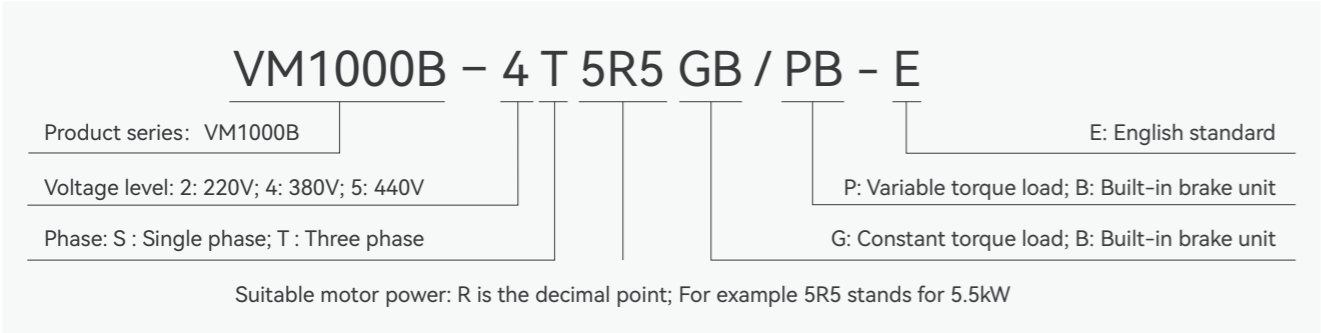 VM1000B – 4 T 5R5 GB / PB - E
Product series: VM1000B
E: English standard
Voltage level: 2: 220V; 4: 380V; 5: 440V
P: Variable torque load; B: Built-in brake unit
Phase: S : Single phase; T : Three phase
G: Constant torque load; B: Built-in brake unit
Suitable motor power: R is the decimal point; For example 5R5 stands for 5.5kW